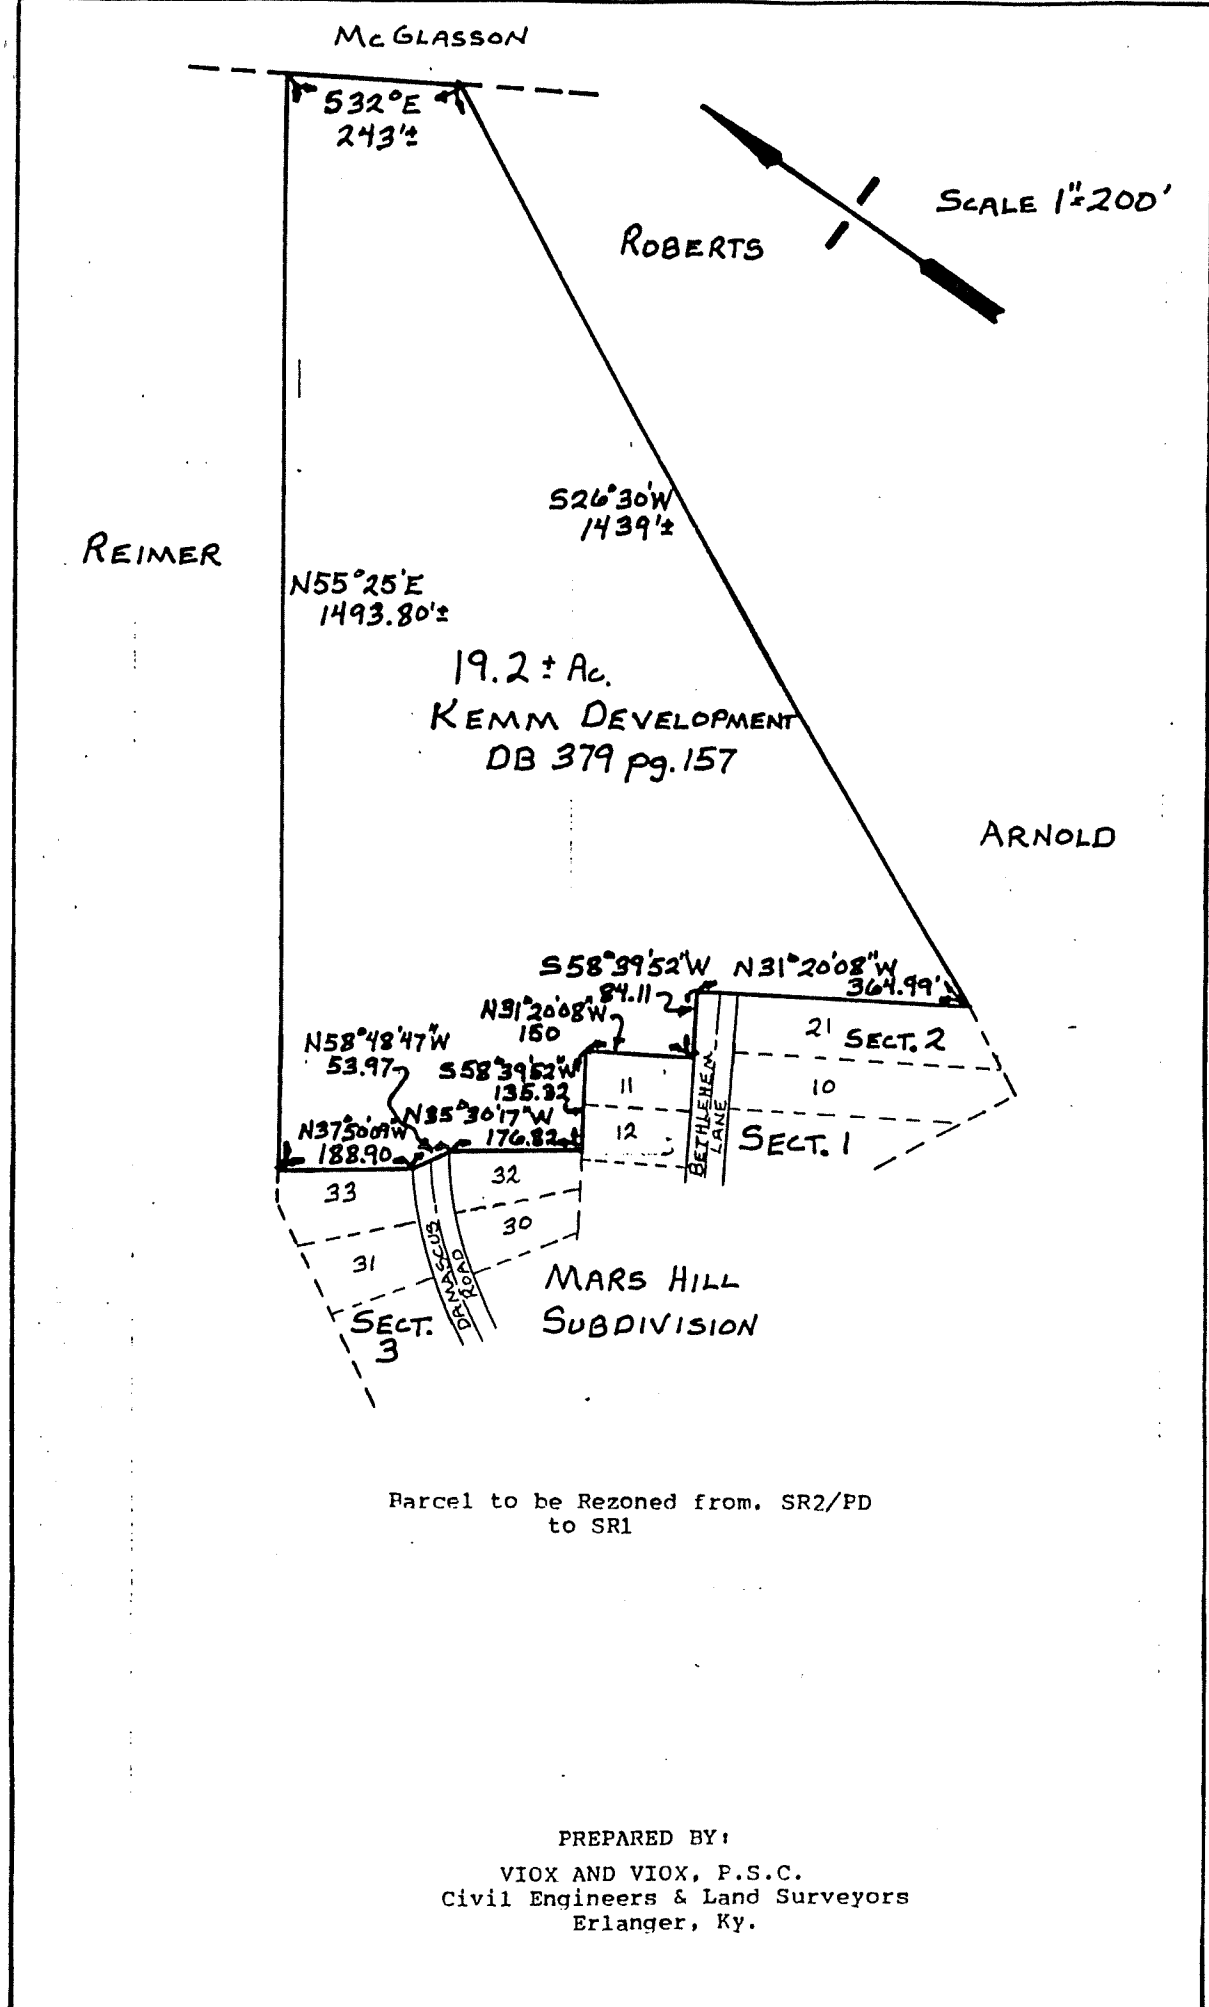 McGLASSON
S32°E
243'±
SCALE 1"=200'
ROBERTS
S26°30'W
1439'±
REIMER
N55°25'E
1493.80'±
19.2± Ac.
KEMM DEVELOPMENT
DB 379 pg. 157
ARNOLD
S58°39'52"W
84.11
N31°20'08"W
364.99'
N31°20'08"W
150
N58°48'47"W
53.97
S58°39'52"W
135.32
N35°30'17"W
176.82
N37°50'09"W
188.90
21 SECT. 2
11
10
12
BETHLEHEM
LANE
SECT. 1
33
32
30
31
DAMASCUS
ROAD
MARS HILL
SUBDIVISION
SECT.
3
Parcel to be Rezoned from. SR2/PD
to SR1
PREPARED BY:
VIOX AND VIOX, P.S.C.
Civil Engineers & Land Surveyors
Erlanger, Ky.